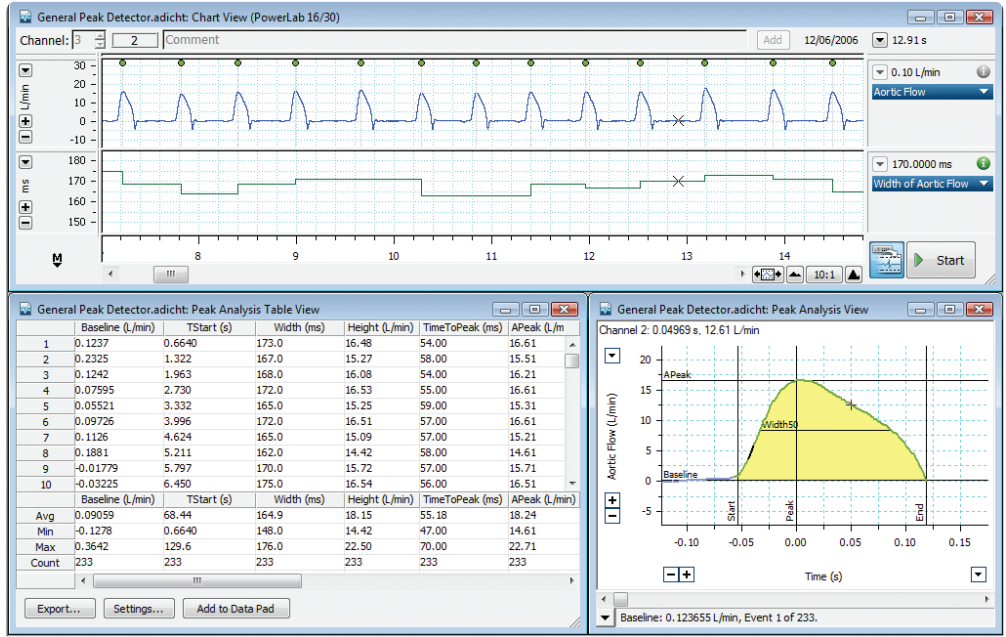 General Peak Detector.adicht: Chart View (PowerLab 16/30)
Channel: 3 2 Comment Add 12/06/2006 12.91 s
30
20
10
0
-10
L/min
0.10 L/min
Aortic Flow
180
170
160
150
ms
170.0000 ms
Width of Aortic Flow
M
8 9 10 11 12 13 14
10:1
Start
General Peak Detector.adicht: Peak Analysis Table View
Baseline (L/min) TStart (s) Width (ms) Height (L/min) TimeToPeak (ms) APeak (L/m
1 0.1237 0.6640 173.0 16.48 54.00 16.61
2 0.2325 1.322 167.0 15.27 58.00 15.51
3 0.1242 1.963 168.0 16.08 54.00 16.21
4 0.07595 2.730 172.0 16.53 55.00 16.61
5 0.05521 3.332 165.0 15.25 59.00 15.31
6 0.09726 3.996 172.0 16.51 57.00 16.61
7 0.1126 4.624 165.0 15.09 57.00 15.21
8 0.1881 5.211 162.0 14.42 58.00 14.61
9 -0.01779 5.797 170.0 15.72 57.00 15.71
10 -0.03225 6.450 175.0 16.54 56.00 16.51
Baseline (L/min) TStart (s) Width (ms) Height (L/min) TimeToPeak (ms) APeak (L/min)
Avg 0.09059 68.44 164.9 18.15 55.18 18.24
Min -0.1278 0.6640 148.0 14.42 47.00 14.61
Max 0.3642 129.6 176.0 22.50 70.00 22.71
Count 233 233 233 233 233 233
Export... Settings... Add to Data Pad
General Peak Detector.adicht: Peak Analysis View
Channel 2: 0.04969 s, 12.61 L/min
20
15
10
5
0
-5
Aortic Flow (L/min)
APeak
Width50
Baseline
Start
Peak
End
-0.10 -0.05 0.00 0.05 0.10 0.15
Time (s)
Baseline: 0.123655 L/min, Event 1 of 233.